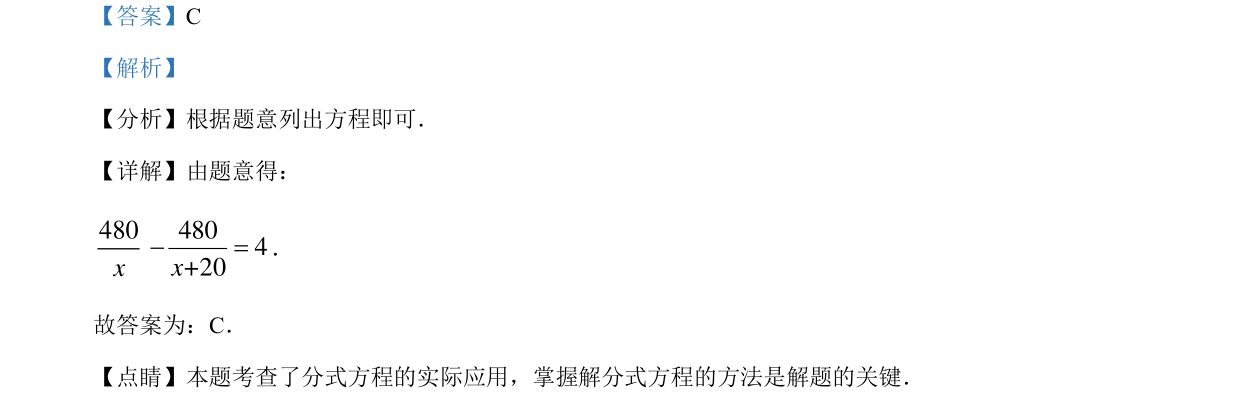 【答案】C
【解析】
【分析】根据题意列出方程即可．
【详解】由题意得：
\frac{480}{x} - \frac{480}{x+20} = 4．
故答案为：C．
【点睛】本题考查了分式方程的实际应用，掌握解分式方程的方法是解题的关键．